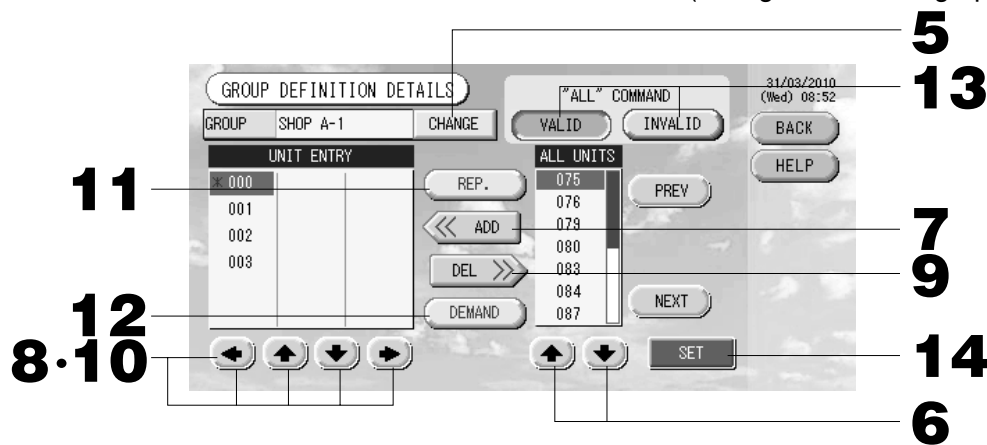 5
13
GROUP DEFINITION DETAILS
"ALL" COMMAND
31/03/2010
(Wed) 08:52
GROUP SHOP A-1 CHANGE
VALID INVALID
BACK
HELP
UNIT ENTRY
ALL UNITS
11
* 000
001
002
003
REP.
ADD
DEL
DEMAND
075
076
079
080
083
084
087
PREV
NEXT
7
9
12
8·10
SET
14
6